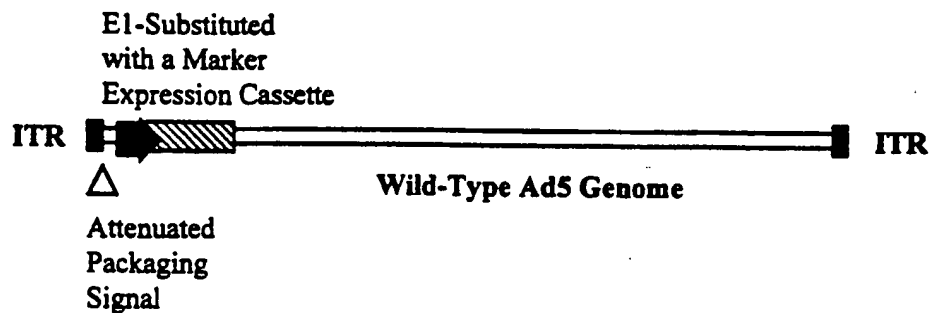 E1-Substituted
with a Marker
Expression Cassette
ITR
ITR
Wild-Type Ad5 Genome
Attenuated
Packaging
Signal